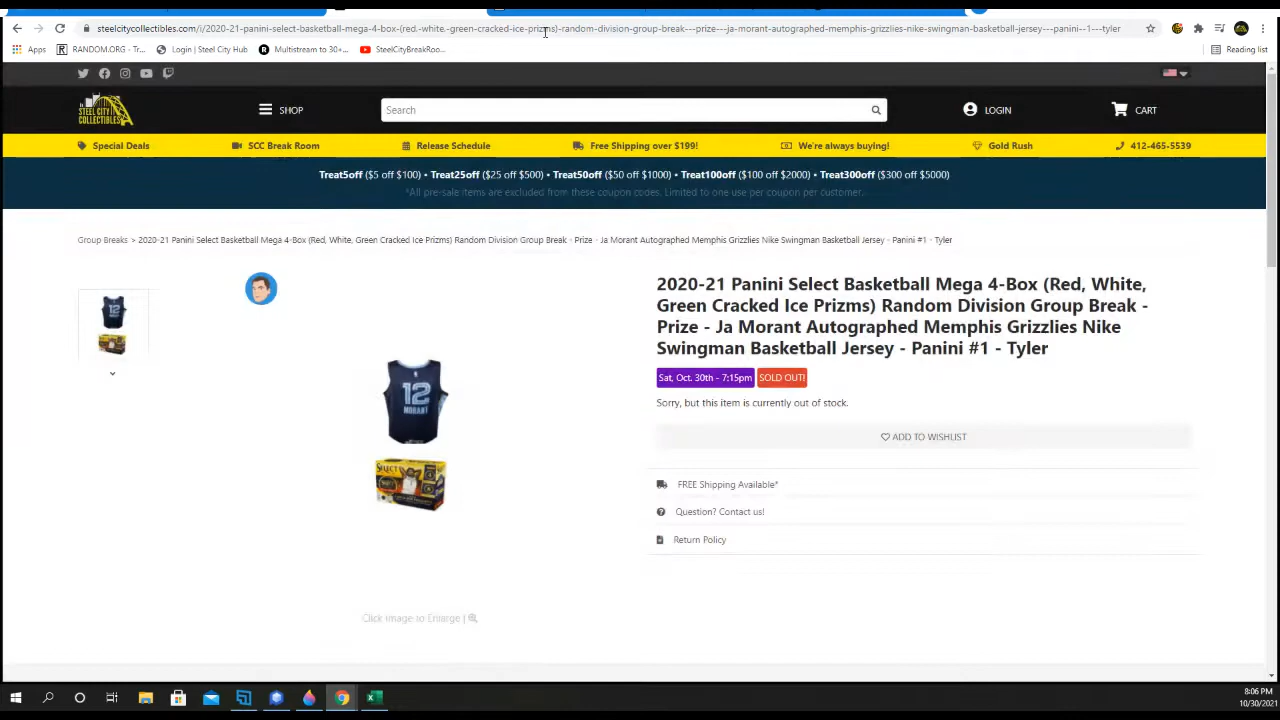 steelcitycollectibles.com/i/2020-21-panini-select-basketball-mega-4-box-(red,-white,-green-cracked-ice-prizms)-random-division-group-break---prize---ja-morant-autographed-memphis-grizzlies-nike-swingman-basketball-jersey---panini--1---tyler
Apps RANDOM.ORG - Tr... Login | Steel City Hub Multistream to 30+... SteelCityBreakRoo... Reading list
STEEL CITY COLLECTIBLES SHOP Search LOGIN CART
Special Deals SCC Break Room Release Schedule Free Shipping over $199! We're always buying! Gold Rush 412-465-5539
Treat5off ($5 off $100) • Treat25off ($25 off $500) • Treat50off ($50 off $1000) • Treat100off ($100 off $2000) • Treat300off ($300 off $5000)
*All pre-sale items are excluded from these coupon codes. Limited to one use per coupon per customer.
Group Breaks > 2020-21 Panini Select Basketball Mega 4-Box (Red, White, Green Cracked Ice Prizms) Random Division Group Break - Prize - Ja Morant Autographed Memphis Grizzlies Nike Swingman Basketball Jersey - Panini #1 - Tyler
2020-21 Panini Select Basketball Mega 4-Box (Red, White,
Green Cracked Ice Prizms) Random Division Group Break -
Prize - Ja Morant Autographed Memphis Grizzlies Nike
Swingman Basketball Jersey - Panini #1 - Tyler
Sat, Oct. 30th - 7:15pm SOLD OUT!
Sorry, but this item is currently out of stock.
12
MORANT
SELECT
ADD TO WISHLIST
FREE Shipping Available*
Question? Contact us!
Return Policy
Click Image to Enlarge |
8:06 PM
10/30/2021